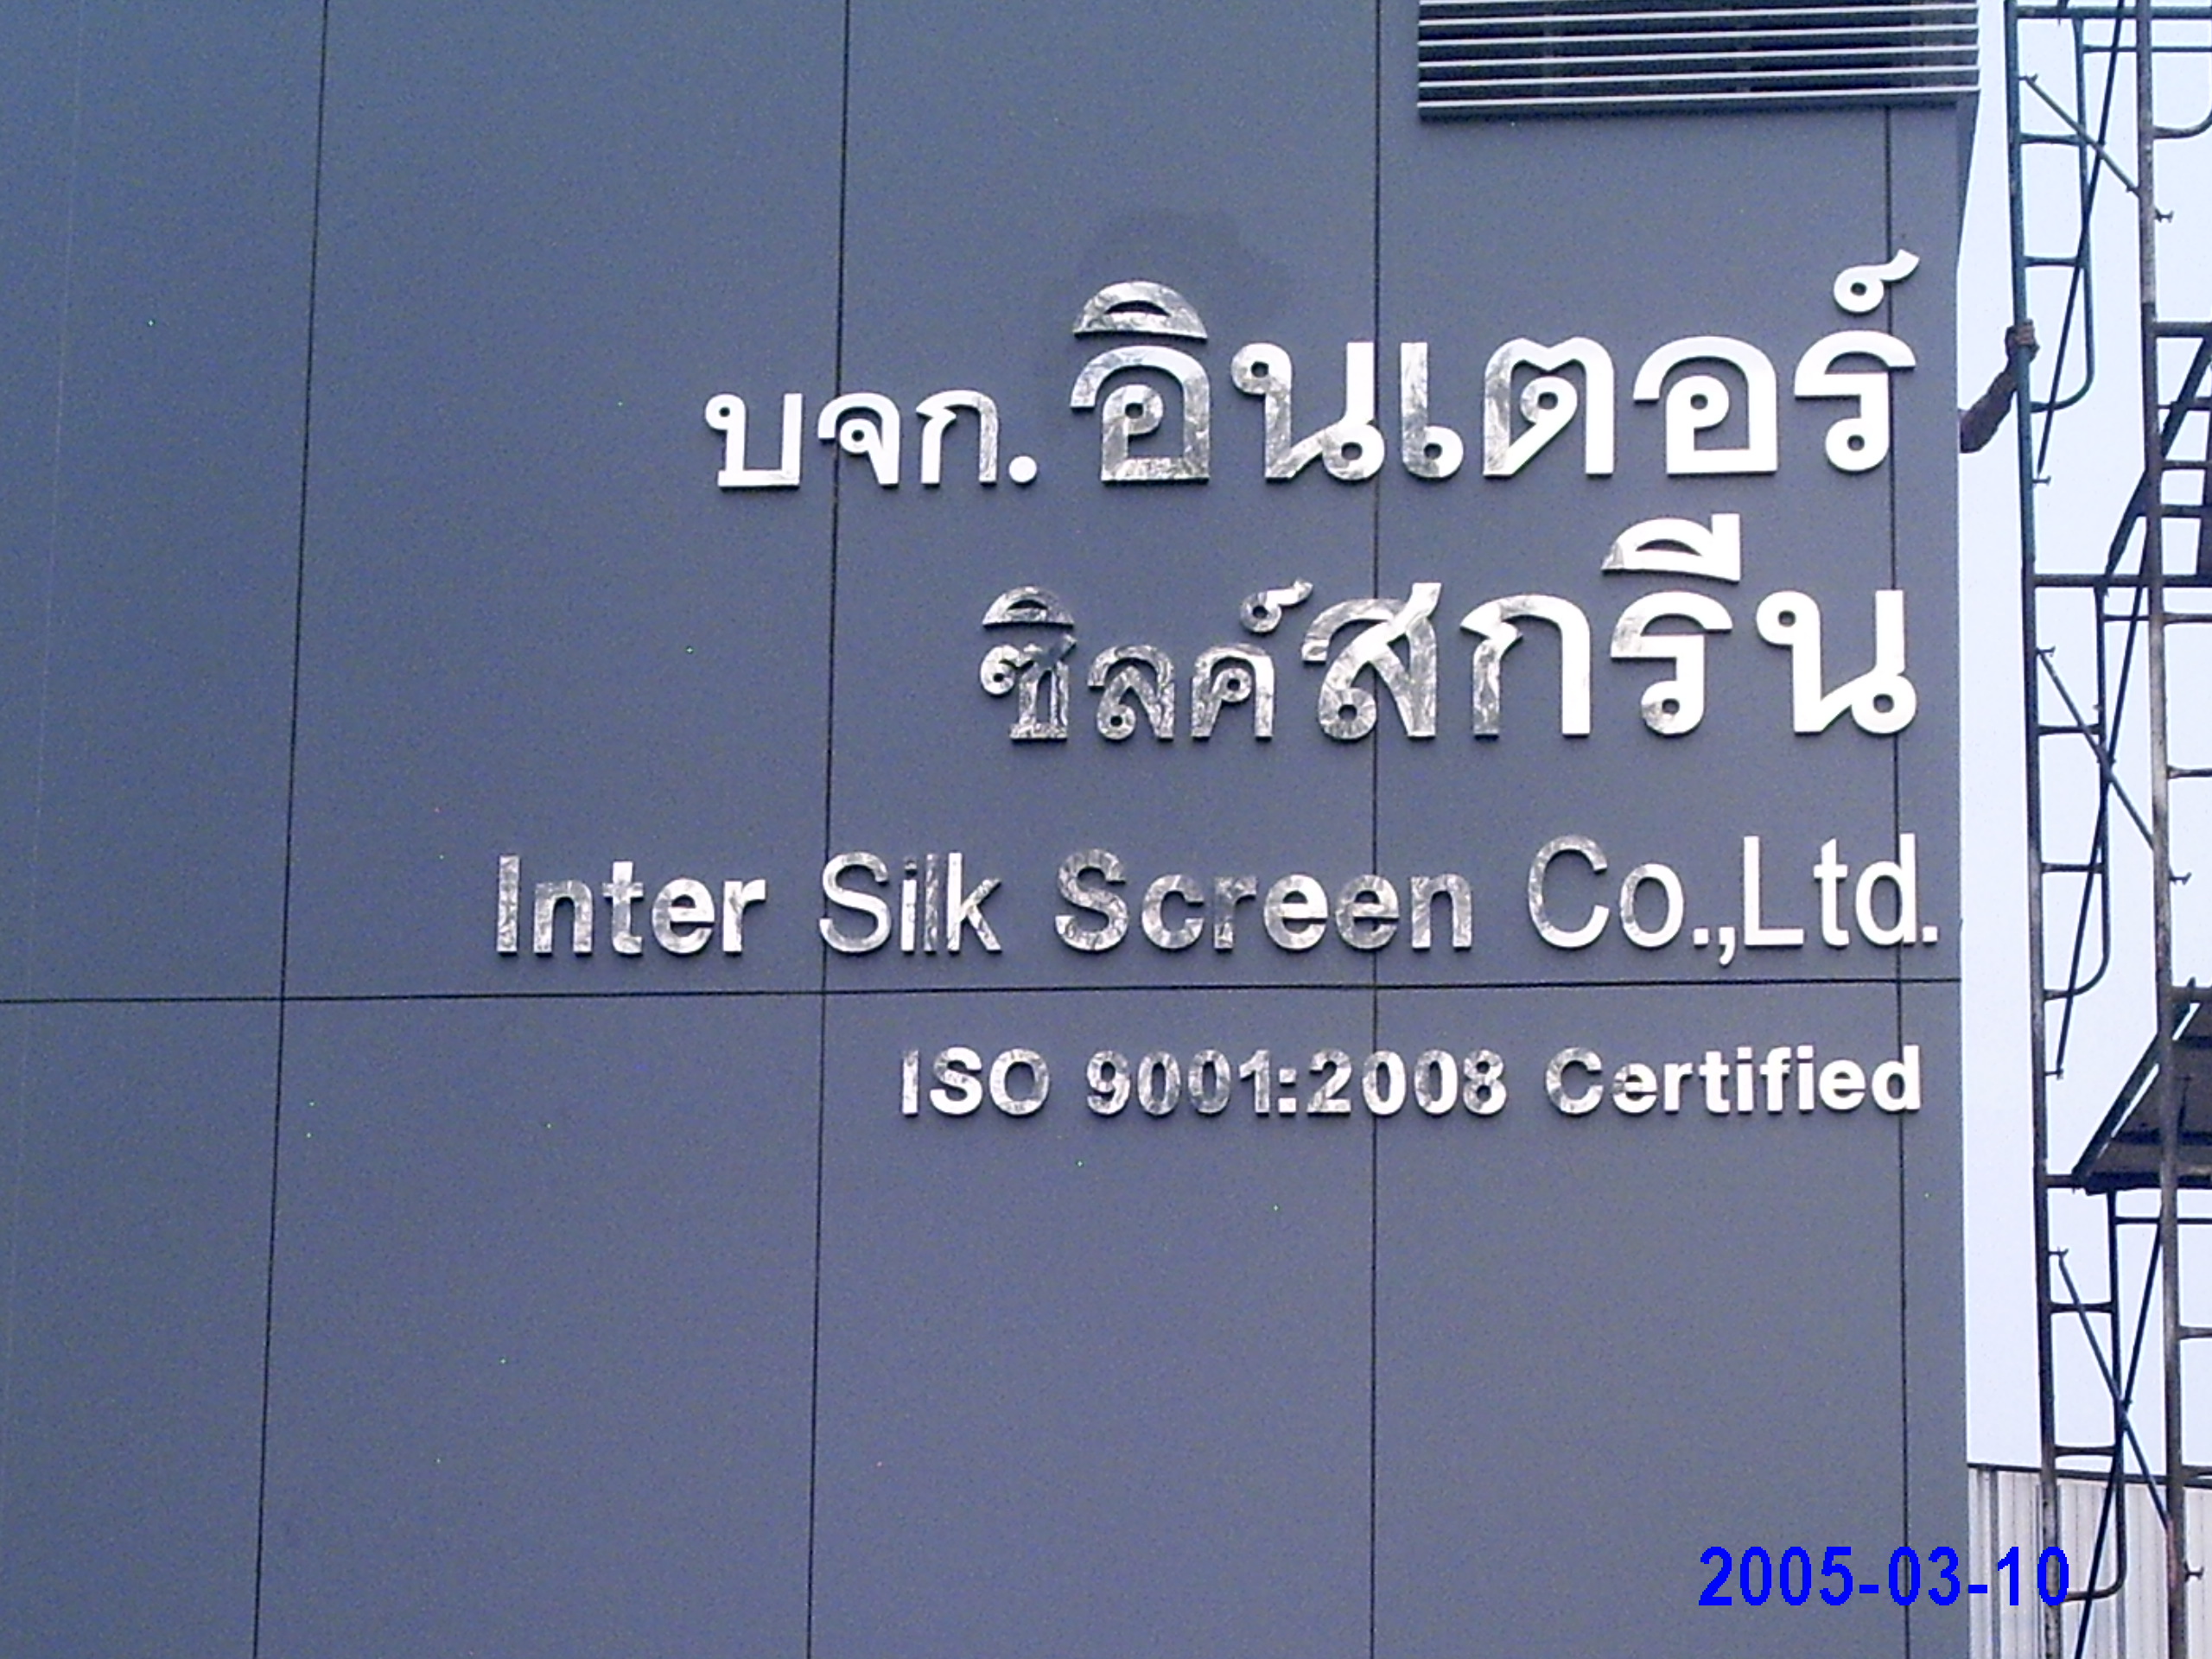 บจก. อินเตอร์
ซิลค์สกรีน
Inter Silk Screen Co.,Ltd.
ISO 9001:2008 Certified
2005-03-10